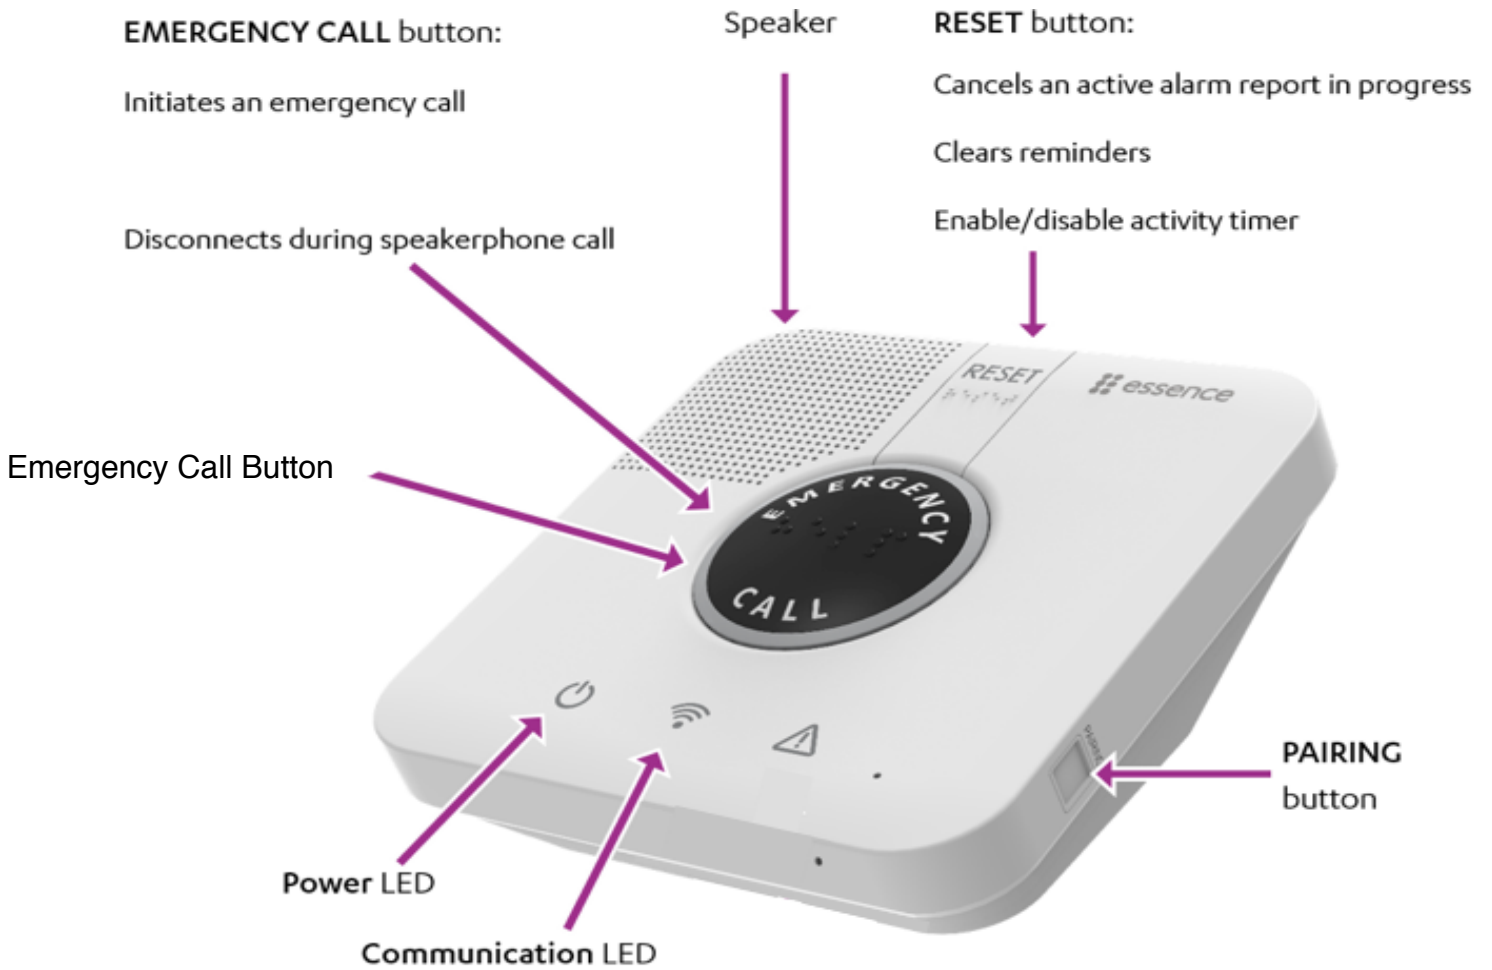 EMERGENCY CALL button:
Initiates an emergency call
Disconnects during speakerphone call
Speaker
RESET button:
Cancels an active alarm report in progress
Clears reminders
Enable/disable activity timer
RESET
essence
Emergency Call Button
EMERGENCY
CALL
PAIRING
PAIRING
button
Power LED
Communication LED